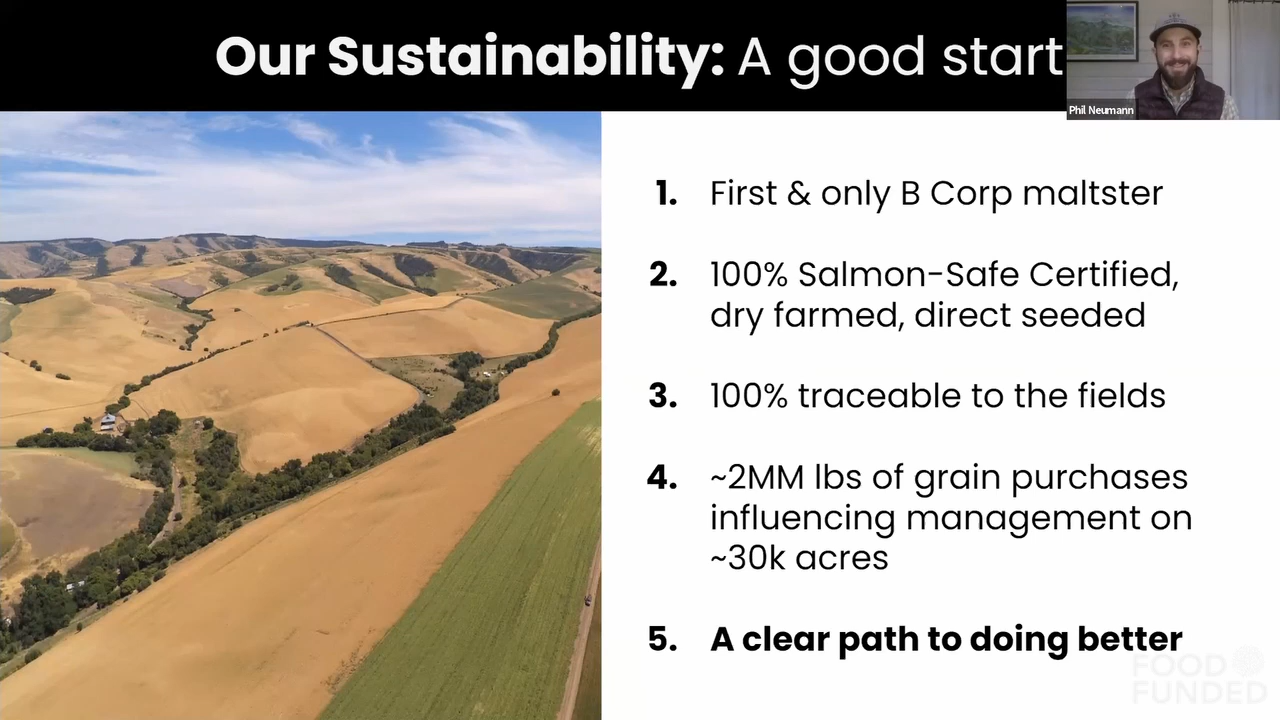 Our Sustainability: A good start
Phil Neumann
1. First & only B Corp maltster
2. 100% Salmon-Safe Certified,
dry farmed, direct seeded
3. 100% traceable to the fields
4. ~2MM lbs of grain purchases
influencing management on
~30k acres
5. A clear path to doing better
FOOD
FUNDED